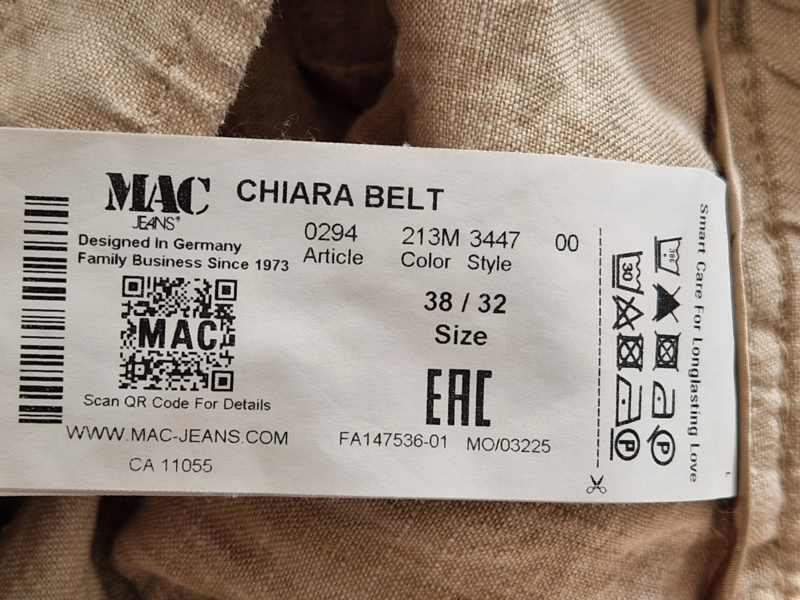 MAC
JEANS
CHIARA BELT
Designed In Germany
Family Business Since 1973
0294
Article
213M 3447
Color Style
00
38 / 32
Size
MAC
Scan QR Code For Details
WWW.MAC-JEANS.COM
CA 11055
EAC
FA147536-01 MO/03225
Smart Care For Longlasting Love
30
P
P